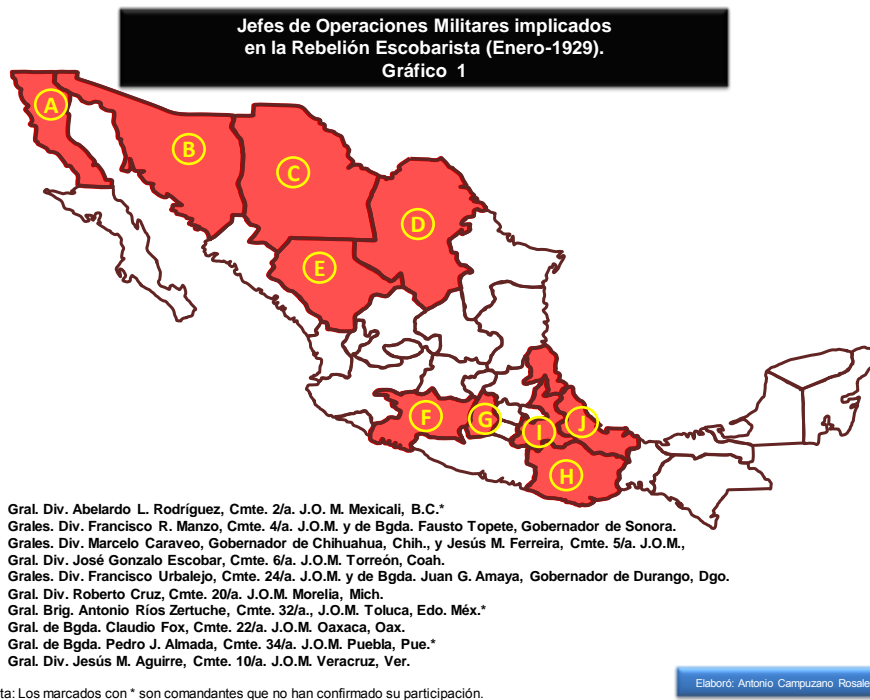 Jefes de Operaciones Militares implicados
en la Rebelión Escobarista (Enero-1929).
Gráfico 1
A
B
C
D
E
F
G
J
I
H
Gral. Div. Abelardo L. Rodríguez, Cmte. 2/a. J.O. M. Mexicali, B.C.*
Grales. Div. Francisco R. Manzo, Cmte. 4/a. J.O.M. y de Bgda. Fausto Topete, Gobernador de Sonora.
Grales. Div. Marcelo Caraveo, Gobernador de Chihuahua, Chih., y Jesús M. Ferreira, Cmte. 5/a. J.O.M.,
Gral. Div. José Gonzalo Escobar, Cmte. 6/a. J.O.M. Torreón, Coah.
Grales. Div. Francisco Urbalejo, Cmte. 24/a. J.O.M. y de Bgda. Juan G. Amaya, Gobernador de Durango, Dgo.
Gral. Div. Roberto Cruz, Cmte. 20/a. J.O.M. Morelia, Mich.
Gral. Brig. Antonio Ríos Zertuche, Cmte. 32/a., J.O.M. Toluca, Edo. Méx.*
Gral. de Bgda. Claudio Fox, Cmte. 22/a. J.O.M. Oaxaca, Oax.
Gral. de Bgda. Pedro J. Almada, Cmte. 34/a. J.O.M. Puebla, Pue.*
Gral. Div. Jesús M. Aguirre, Cmte. 10/a. J.O.M. Veracruz, Ver.
Elaboró: Antonio Campuzano Rosale
ta: Los marcados con * son comandantes que no han confirmado su participación.